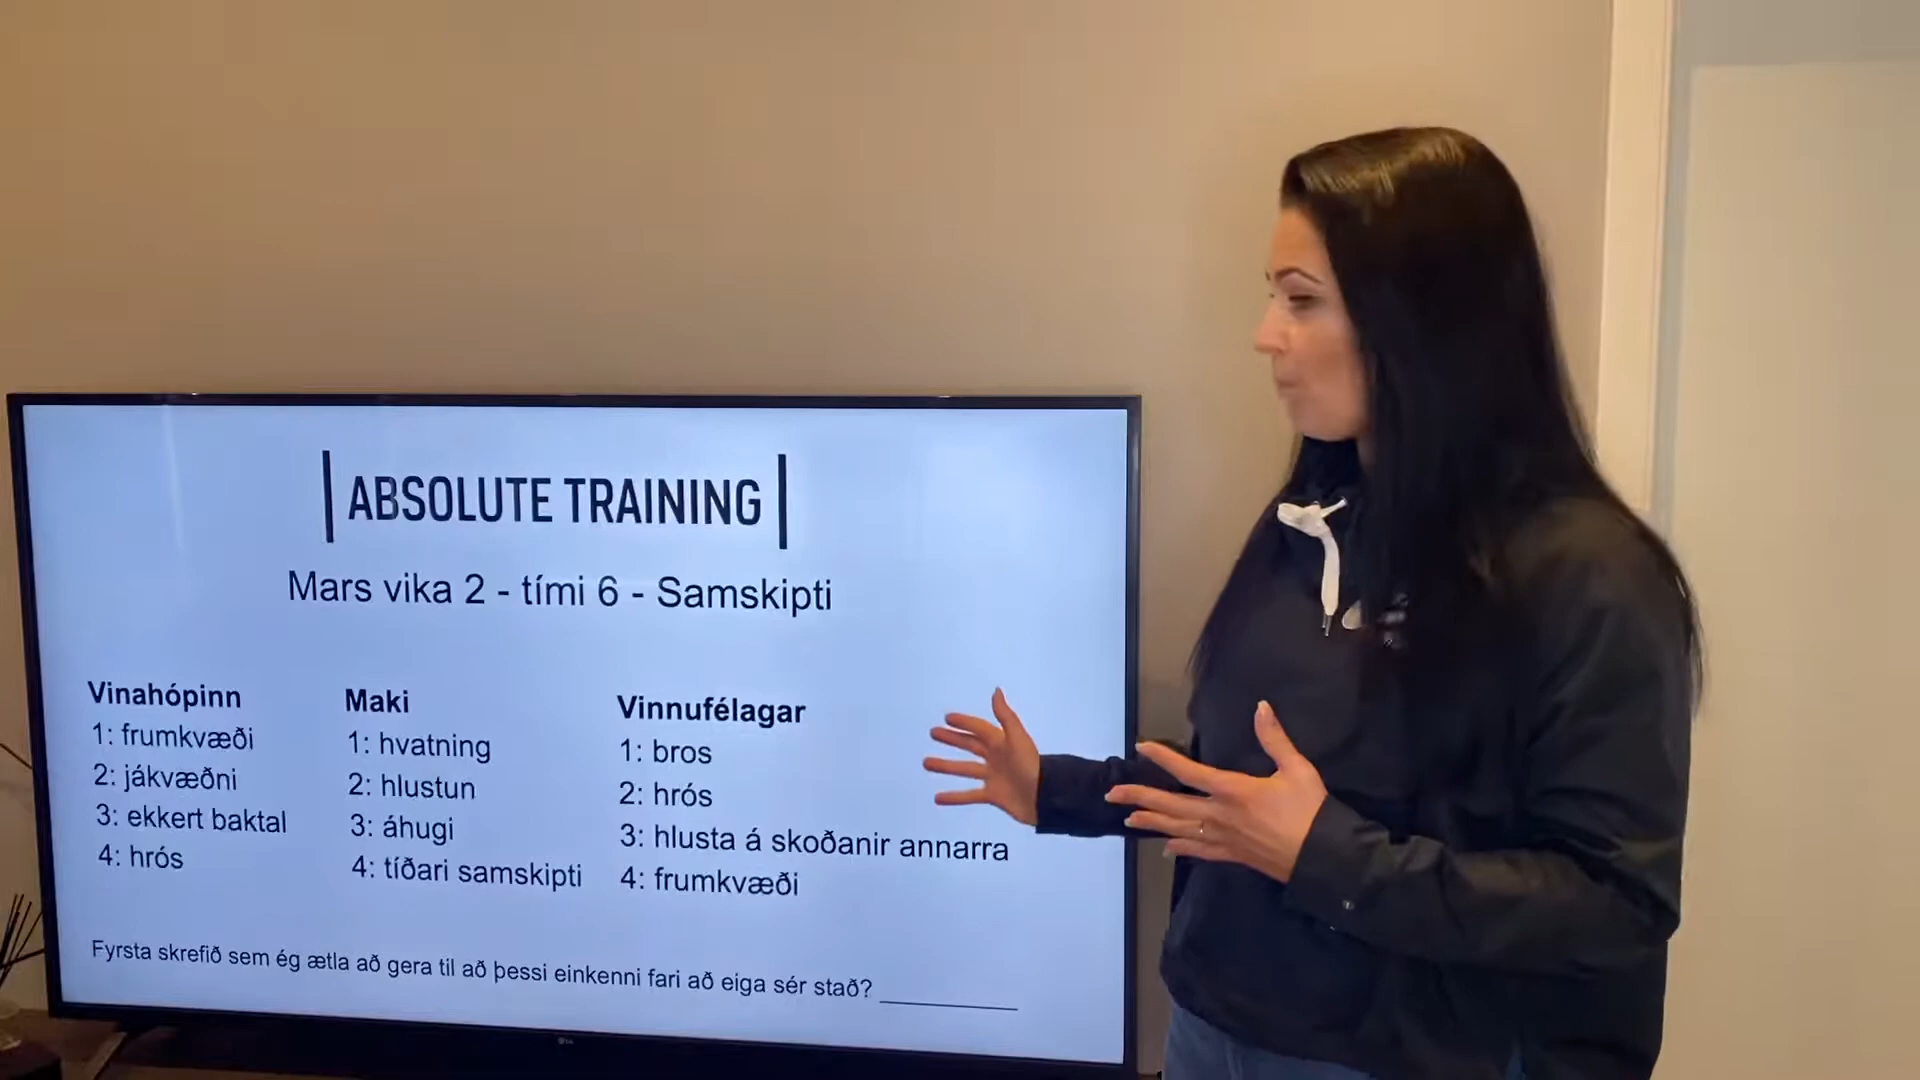 ABSOLUTE TRAINING
Mars vika 2 - tími 6 - Samskipti
Vinahópinn
1: frumkvæði
2: jákvæðni
3: ekkert baktal
4: hrós
Maki
1: hvatning
2: hlustun
3: áhugi
4: tíðari samskipti
Vinnufélagar
1: bros
2: hrós
3: hlusta á skoðanir annarra
4: frumkvæði
Fyrsta skrefið sem ég ætla að gera til að þessi einkenni fari að eiga sér stað? __________
LG